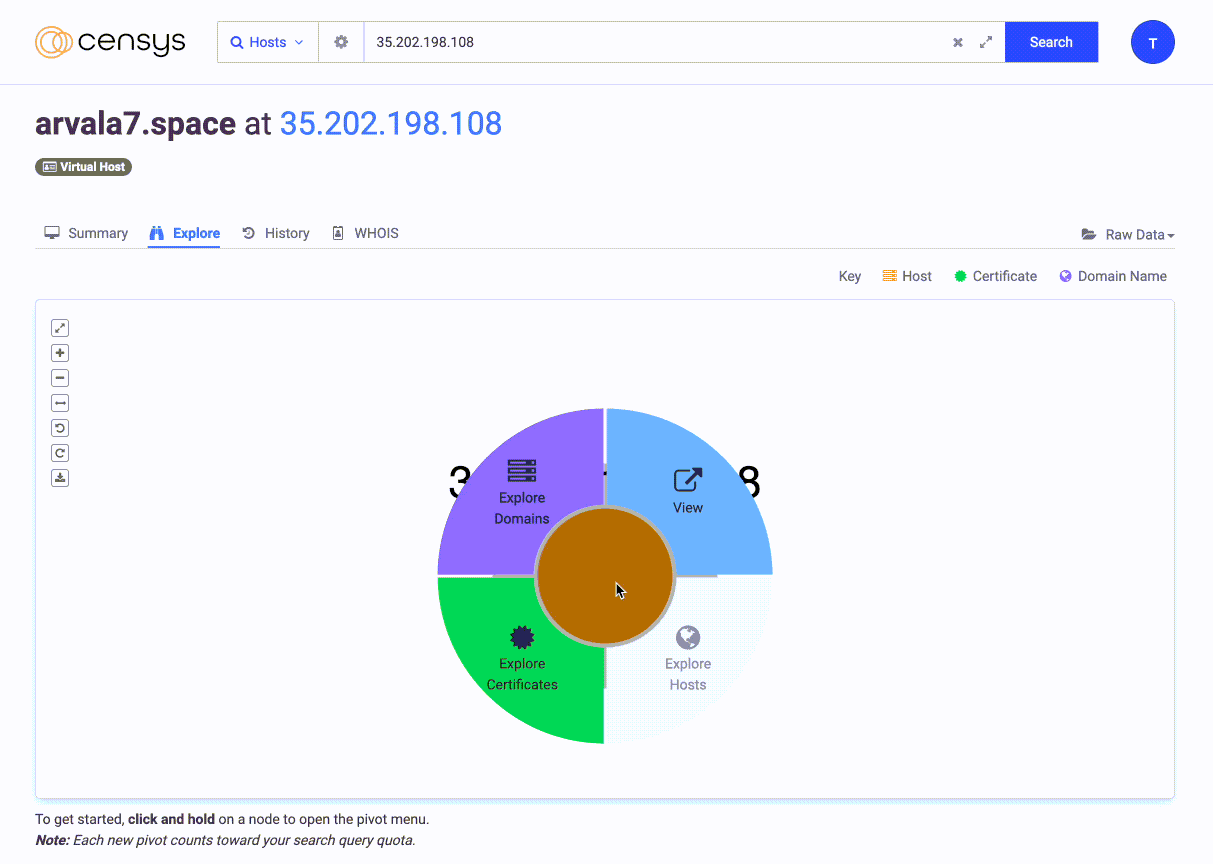 censys
Hosts
35.202.198.108
Search
T
arvala7.space at 35.202.198.108
Virtual Host
Summary
Explore
History
WHOIS
Raw Data
Key
Host
Certificate
Domain Name
3
8
Explore
Domains
View
Explore
Certificates
Explore
Hosts
To get started, click and hold on a node to open the pivot menu.
Note: Each new pivot counts toward your search query quota.